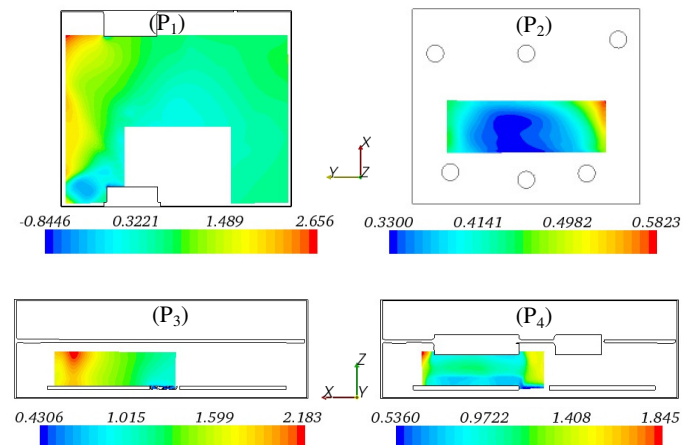 (P1) (P2)
X
Y Z
-0.8446 0.3221 1.489 2.656
0.3300 0.4141 0.4982 0.5823
(P3) (P4)
Z
X Y
0.4306 1.015 1.599 2.183
0.5360 0.9722 1.408 1.845